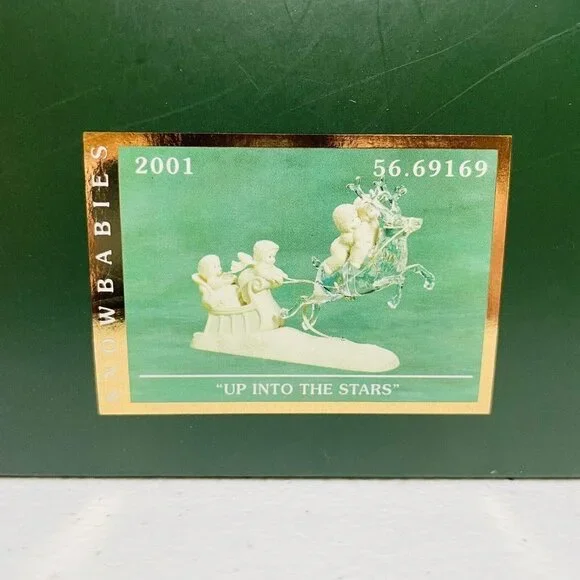 SNOWBABIES
2001
56.69169
"UP INTO THE STARS"